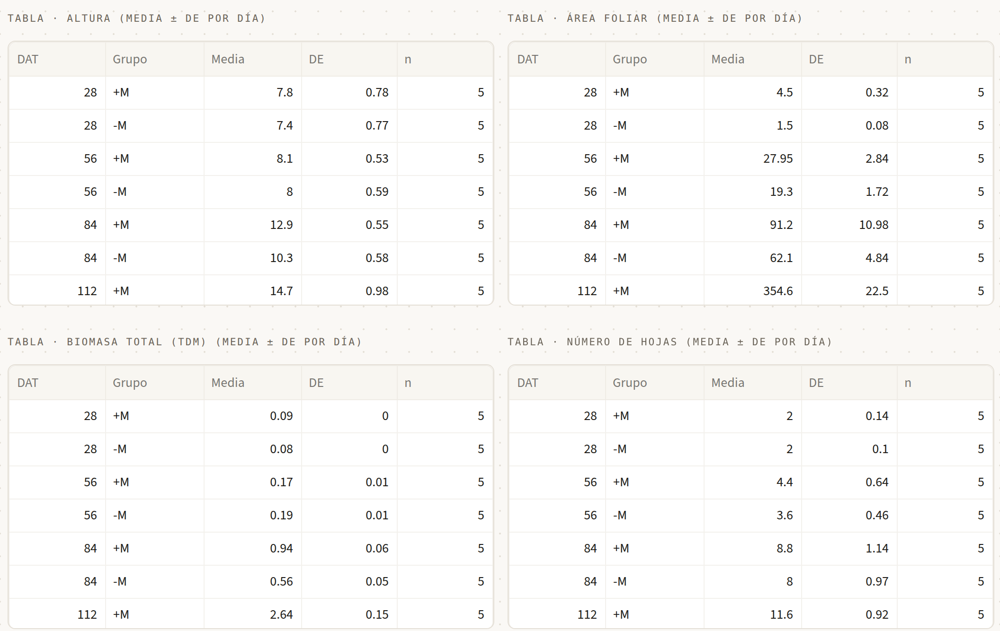 TABLA · ALTURA (MEDIA ± DE POR DÍA)
DAT Grupo Media DE n
28 +M 7.8 0.78 5
28 -M 7.4 0.77 5
56 +M 8.1 0.53 5
56 -M 8 0.59 5
84 +M 12.9 0.55 5
84 -M 10.3 0.58 5
112 +M 14.7 0.98 5
TABLA · ÁREA FOLIAR (MEDIA ± DE POR DÍA)
DAT Grupo Media DE n
28 +M 4.5 0.32 5
28 -M 1.5 0.08 5
56 +M 27.95 2.84 5
56 -M 19.3 1.72 5
84 +M 91.2 10.98 5
84 -M 62.1 4.84 5
112 +M 354.6 22.5 5
TABLA · BIOMASA TOTAL (TDM) (MEDIA ± DE POR DÍA)
DAT Grupo Media DE n
28 +M 0.09 0 5
28 -M 0.08 0 5
56 +M 0.17 0.01 5
56 -M 0.19 0.01 5
84 +M 0.94 0.06 5
84 -M 0.56 0.05 5
112 +M 2.64 0.15 5
TABLA · NÚMERO DE HOJAS (MEDIA ± DE POR DÍA)
DAT Grupo Media DE n
28 +M 2 0.14 5
28 -M 2 0.1 5
56 +M 4.4 0.64 5
56 -M 3.6 0.46 5
84 +M 8.8 1.14 5
84 -M 8 0.97 5
112 +M 11.6 0.92 5